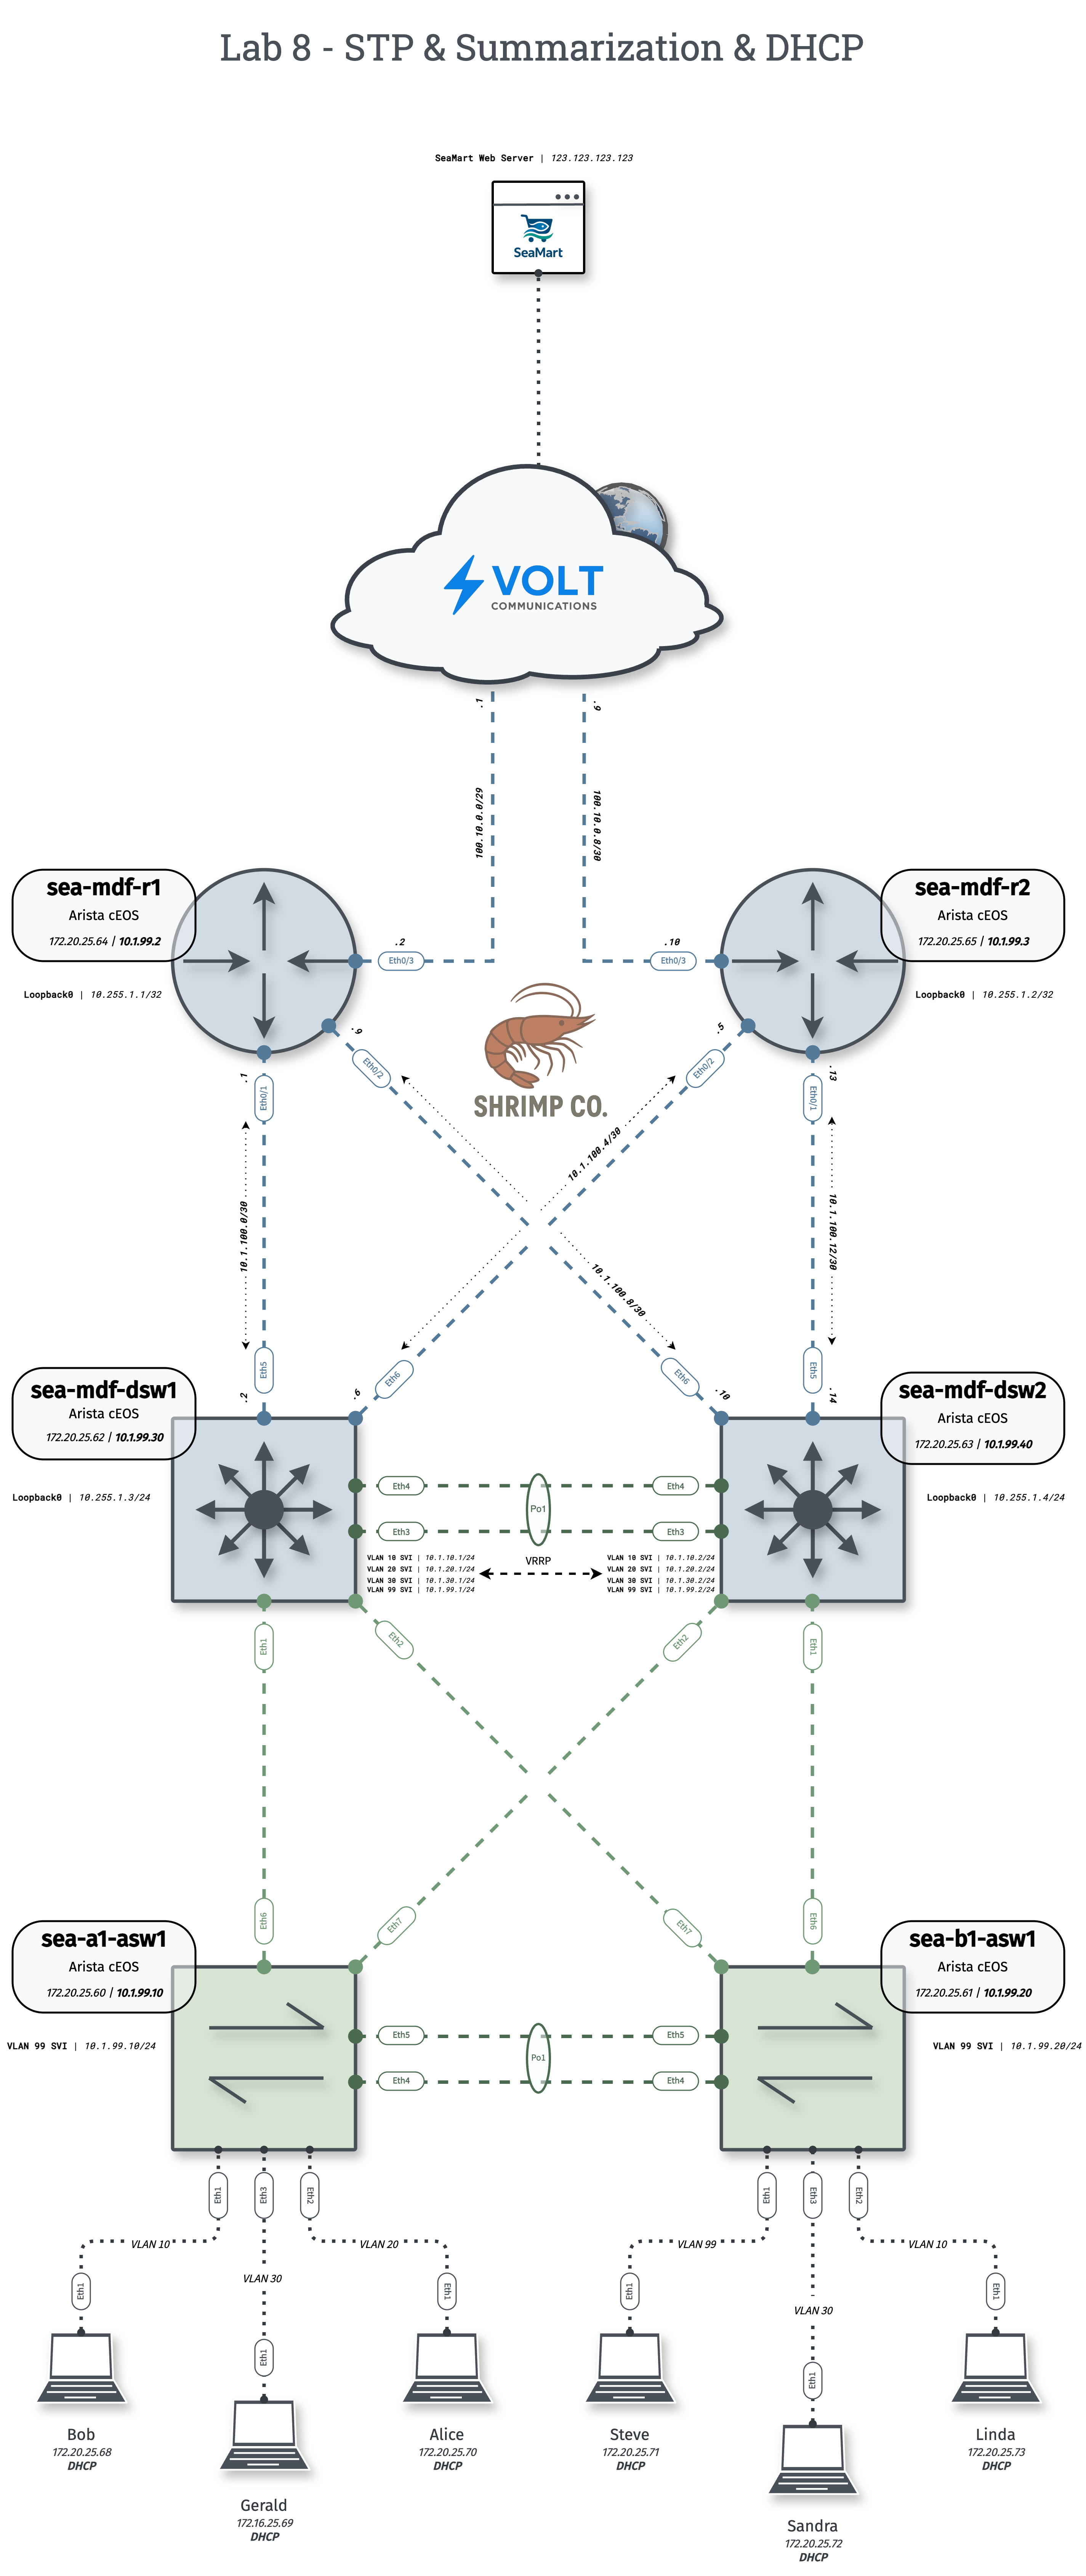 Lab 8 - STP & Summarization & DHCP
SeaMart Web Server | 123.123.123.123
SeaMart
VOLT
COMMUNICATIONS
.1
.9
100.10.0.0/29
100.10.0.8/30
sea-mdf-r1
Arista cEOS
172.20.25.64 | 10.1.99.2
Loopback0 | 10.255.1.1/32
sea-mdf-r2
Arista cEOS
172.20.25.65 | 10.1.99.3
Loopback0 | 10.255.1.2/32
.2
Eth0/3
.10
Eth0/3
SHRIMP CO.
.9
Eth0/2
.5
Eth0/2
.1
Eth0/1
.13
Eth0/1
10.1.100.0/30
10.1.100.4/30
10.1.100.8/30
10.1.100.12/30
Eth5
.2
Eth6
.6
Eth6
.10
Eth5
.14
sea-mdf-dsw1
Arista cEOS
172.20.25.62 | 10.1.99.30
Loopback0 | 10.255.1.3/24
sea-mdf-dsw2
Arista cEOS
172.20.25.63 | 10.1.99.40
Loopback0 | 10.255.1.4/24
Eth4
Po1
Eth4
Eth3
Eth3
VLAN 10 SVI | 10.1.10.1/24
VLAN 20 SVI | 10.1.20.1/24
VLAN 30 SVI | 10.1.30.1/24
VLAN 99 SVI | 10.1.99.1/24
VRRP
VLAN 10 SVI | 10.1.10.2/24
VLAN 20 SVI | 10.1.20.2/24
VLAN 30 SVI | 10.1.30.2/24
VLAN 99 SVI | 10.1.99.2/24
Eth1
Eth2
Eth2
Eth1
Eth6
Eth7
Eth7
Eth6
sea-a1-asw1
Arista cEOS
172.20.25.60 | 10.1.99.10
VLAN 99 SVI | 10.1.99.10/24
sea-b1-asw1
Arista cEOS
172.20.25.61 | 10.1.99.20
VLAN 99 SVI | 10.1.99.20/24
Eth5
Po1
Eth5
Eth4
Eth4
Eth1
Eth3
Eth2
Eth1
Eth3
Eth2
VLAN 10
VLAN 20
VLAN 30
VLAN 99
VLAN 10
VLAN 30
Eth1
Eth1
Eth1
Eth1
Eth1
Eth1
Bob
172.20.25.68
DHCP
Gerald
172.16.25.69
DHCP
Alice
172.20.25.70
DHCP
Steve
172.20.25.71
DHCP
Sandra
172.20.25.72
DHCP
Linda
172.20.25.73
DHCP